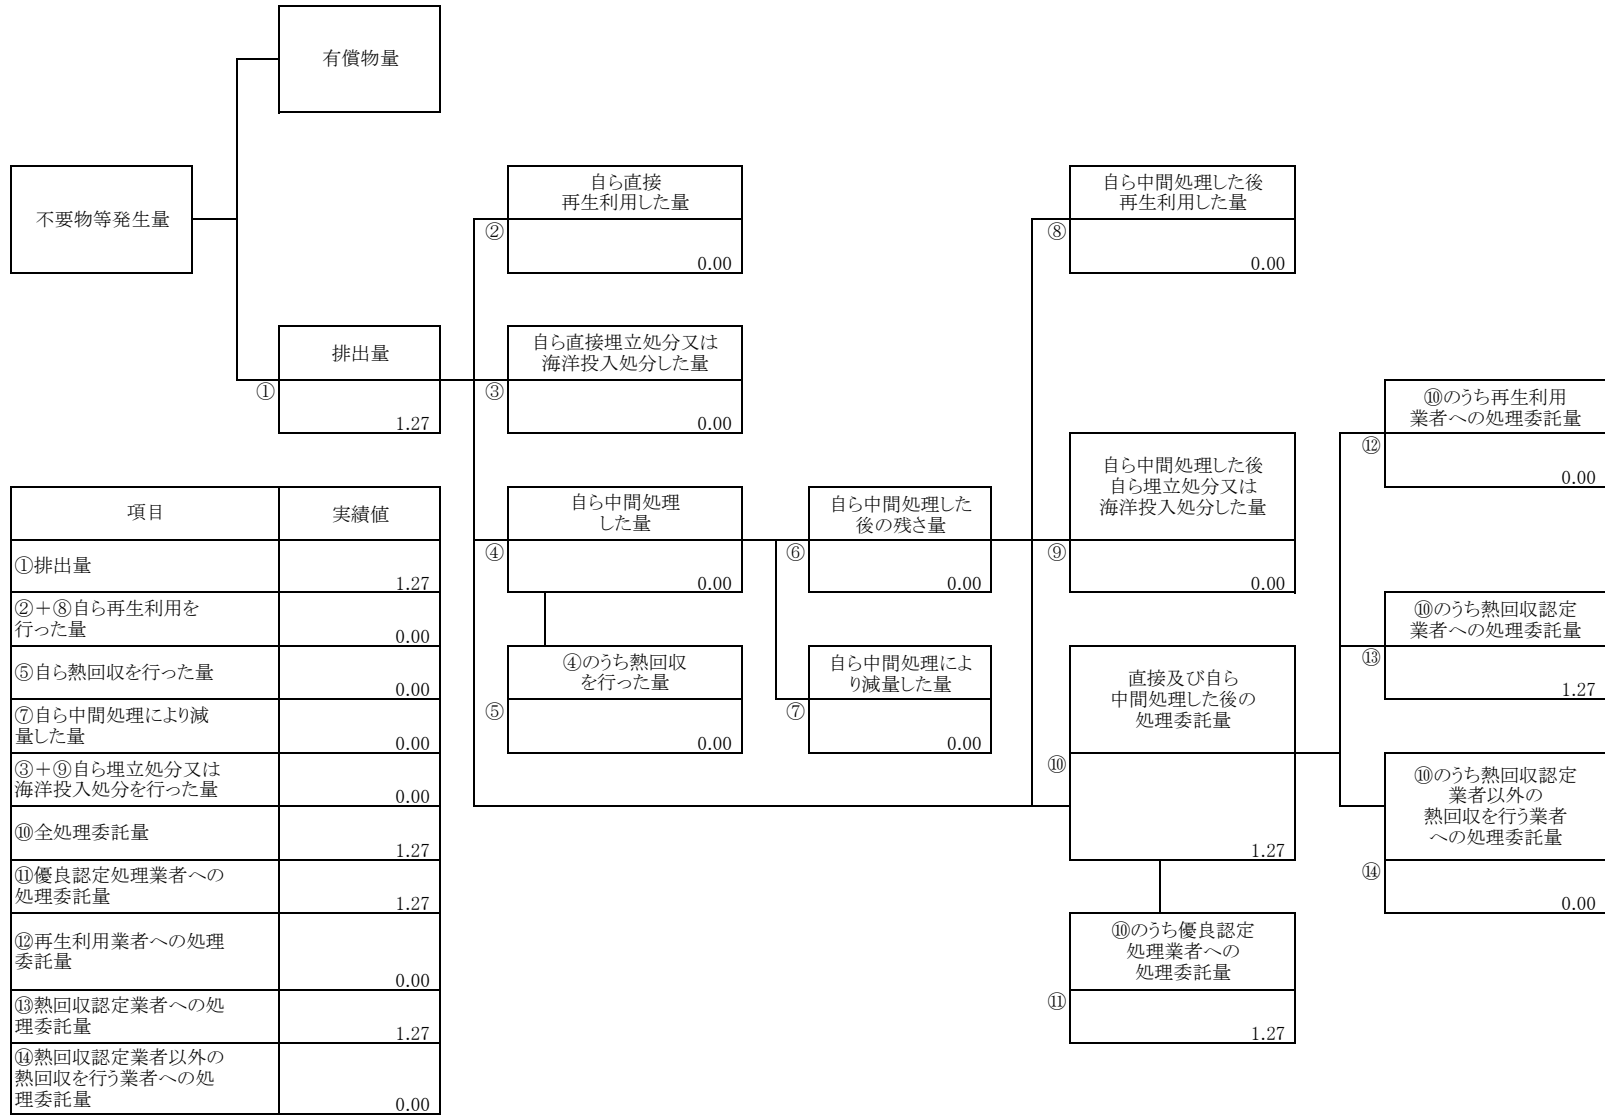 有償物量
不要物等発生量
自ら直接
再生利用した量
②
0.00
自ら中間処理した後
再生利用した量
⑧
0.00
排出量
①
1.27
自ら直接埋立処分又は
海洋投入処分した量
③
0.00
⑩のうち再生利用
業者への処理委託量
⑫
0.00
自ら中間処理した後
自ら埋立処分又は
海洋投入処分した量
⑨
0.00
自ら中間処理
した量
④
0.00
自ら中間処理した
後の残さ量
⑥
0.00
⑩のうち熱回収認定
業者への処理委託量
⑬
1.27
④のうち熱回収
を行った量
⑤
0.00
自ら中間処理によ
り減量した量
⑦
0.00
直接及び自ら
中間処理した後の
処理委託量
⑩
1.27
⑩のうち熱回収認定
業者以外の
熱回収を行う業者
への処理委託量
⑭
0.00
⑩のうち優良認定
処理業者への
処理委託量
⑪
1.27
項目
実績値
①排出量
1.27
②＋⑧自ら再生利用を
行った量
0.00
⑤自ら熱回収を行った量
0.00
⑦自ら中間処理により減
量した量
0.00
③＋⑨自ら埋立処分又は
海洋投入処分を行った量
0.00
⑩全処理委託量
1.27
⑪優良認定処理業者への
処理委託量
1.27
⑫再生利用業者への処理
委託量
0.00
⑬熱回収認定業者への処
理委託量
1.27
⑭熱回収認定業者以外の
熱回収を行う業者への処
理委託量
0.00